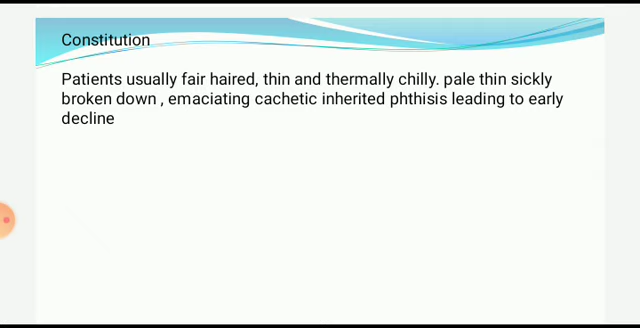 Constitution
Patients usually fair haired, thin and thermally chilly. pale thin sickly
broken down , emaciating cachetic inherited phthisis leading to early
decline